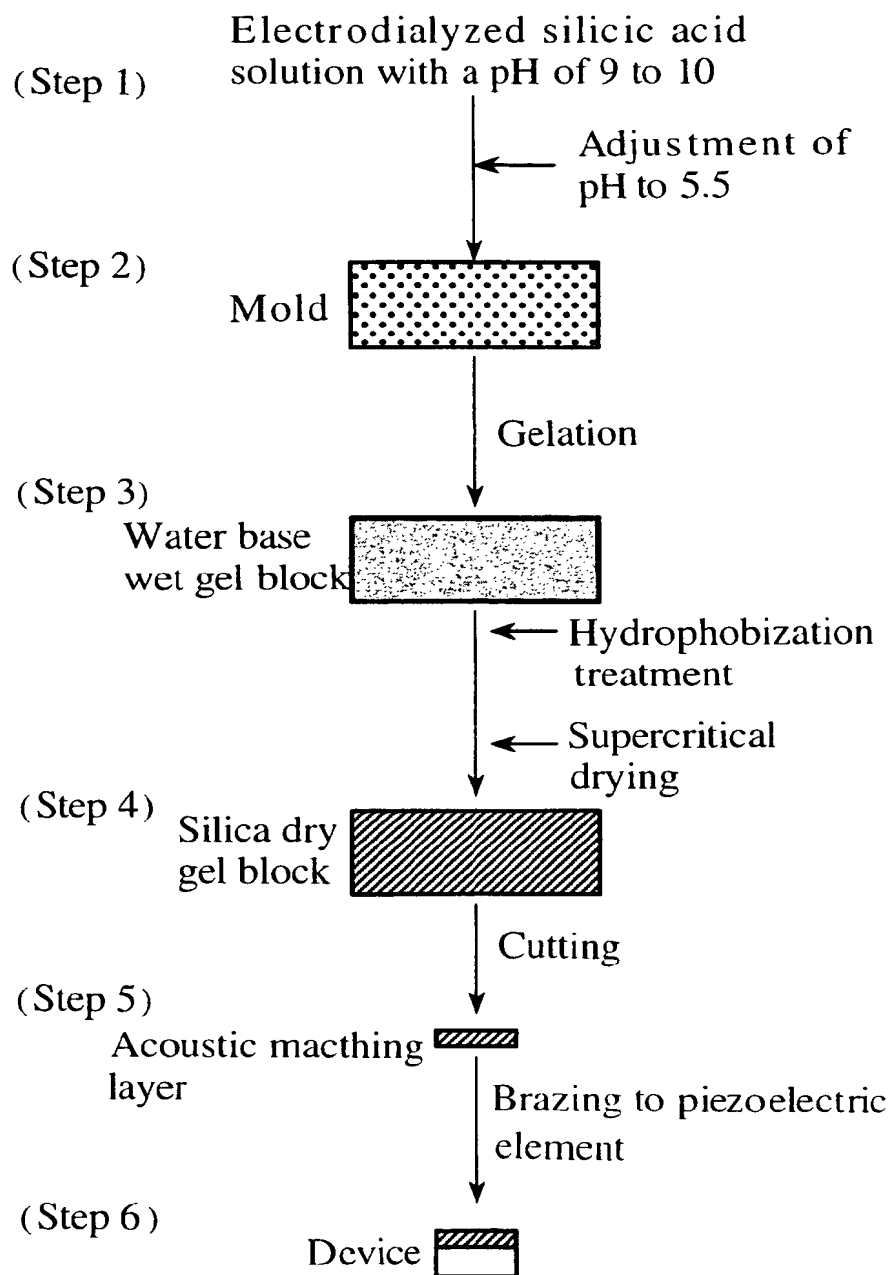 Electrodialyzed silicic acid
solution with a pH of 9 to 10
(Step 1)
Adjustment of
pH to 5.5
(Step 2)
Mold
Gelation
(Step 3)
Water base
wet gel block
Hydrophobization
treatment
Supercritical
drying
(Step 4)
Silica dry
gel block
Cutting
(Step 5)
Acoustic macthing
layer
Brazing to piezoelectric
element
(Step 6)
Device